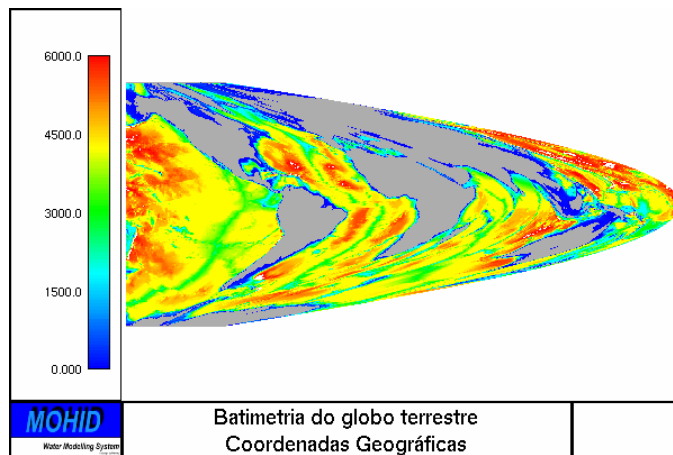 6000.0
4500.0
3000.0
1500.0
0.000
MOHID
Water Modelling System
Batimetria do globo terrestre
Coordenadas Geográficas